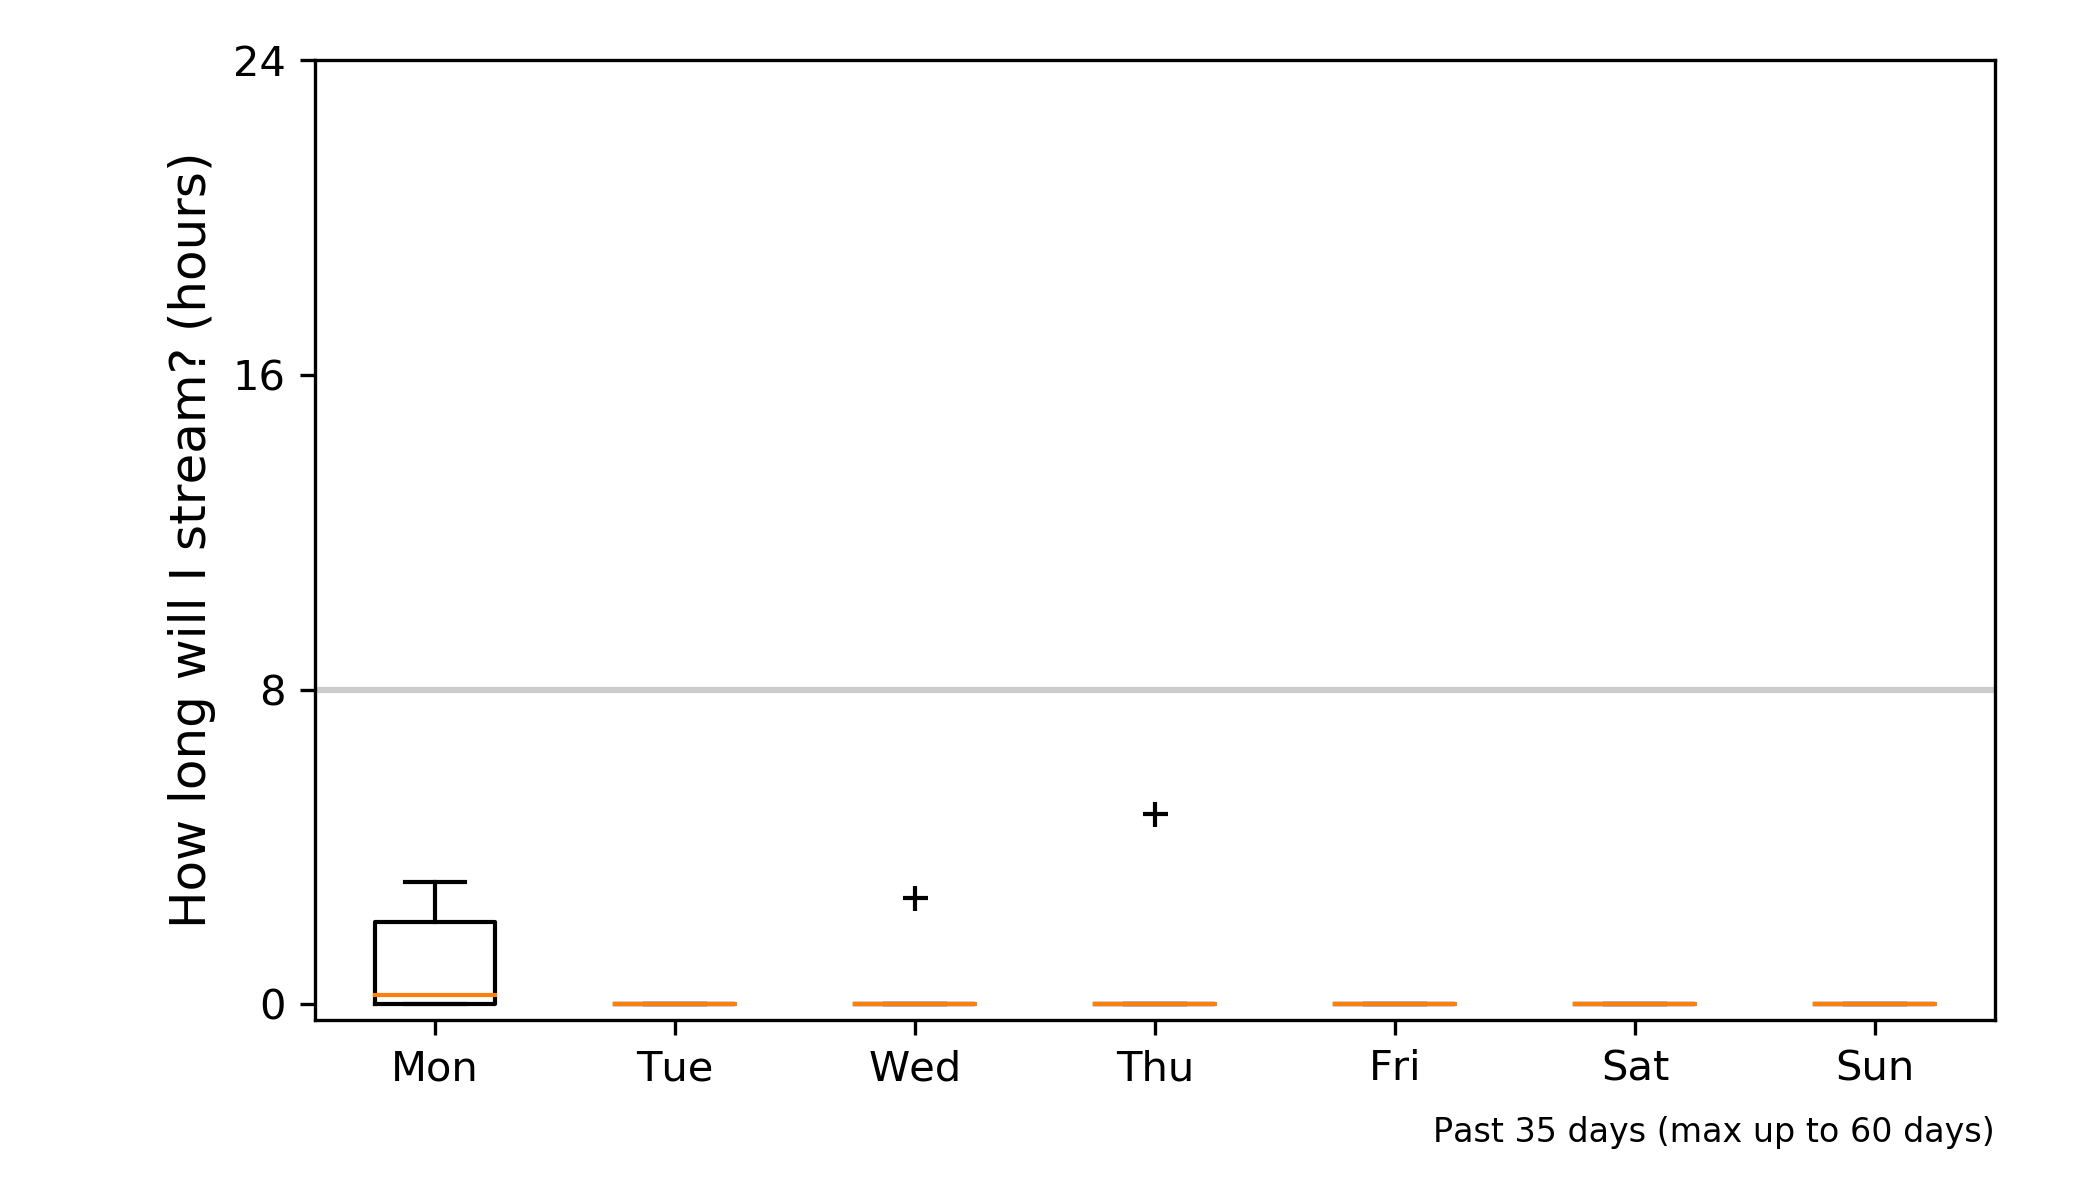 How long will I stream? (hours)
24
16
8
0
Mon Tue Wed Thu Fri Sat Sun
Past 35 days (max up to 60 days)